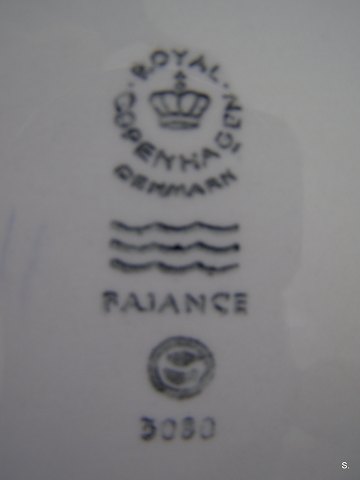 ROYAL
COPENHAGEN
DENMARK
FAJANCE
3080
S.